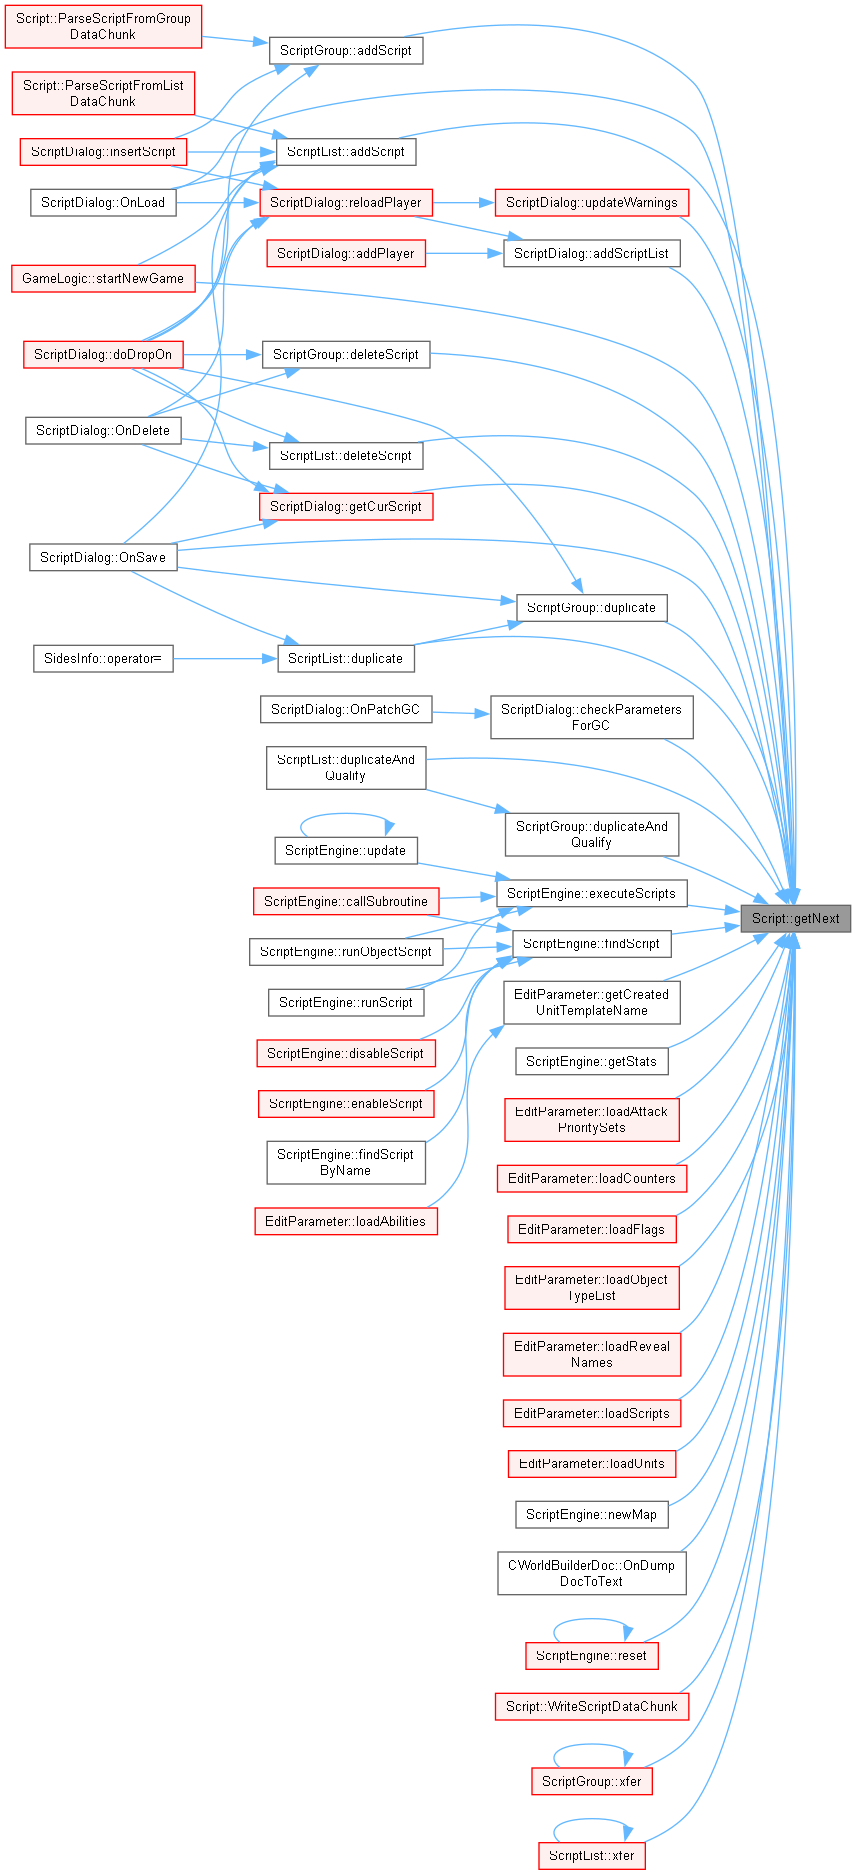 Script::ParseScriptFromGroup
DataChunk
ScriptGroup::addScript
Script::ParseScriptFromList
DataChunk
ScriptDialog::insertScript
ScriptList::addScript
ScriptDialog::OnLoad
ScriptDialog::reloadPlayer
ScriptDialog::updateWarnings
ScriptDialog::addPlayer
ScriptDialog::addScriptList
GameLogic::startNewGame
ScriptDialog::doDropOn
ScriptGroup::deleteScript
ScriptDialog::OnDelete
ScriptList::deleteScript
ScriptDialog::getCurScript
ScriptDialog::OnSave
ScriptGroup::duplicate
SidesInfo::operator=
ScriptList::duplicate
ScriptDialog::OnPatchGC
ScriptDialog::checkParameters
ForGC
ScriptList::duplicateAnd
Qualify
ScriptGroup::duplicateAnd
Qualify
ScriptEngine::update
ScriptEngine::callSubroutine
ScriptEngine::executeScripts
Script::getNext
ScriptEngine::runObjectScript
ScriptEngine::findScript
ScriptEngine::runScript
EditParameter::getCreated
UnitTemplateName
ScriptEngine::disableScript
ScriptEngine::getStats
ScriptEngine::enableScript
EditParameter::loadAttack
PrioritySets
ScriptEngine::findScript
ByName
EditParameter::loadCounters
EditParameter::loadAbilities
EditParameter::loadFlags
EditParameter::loadObject
TypeList
EditParameter::loadReveal
Names
EditParameter::loadScripts
EditParameter::loadUnits
ScriptEngine::newMap
CWorldBuilderDoc::OnDump
DocToText
ScriptEngine::reset
Script::WriteScriptDataChunk
ScriptGroup::xfer
ScriptList::xfer